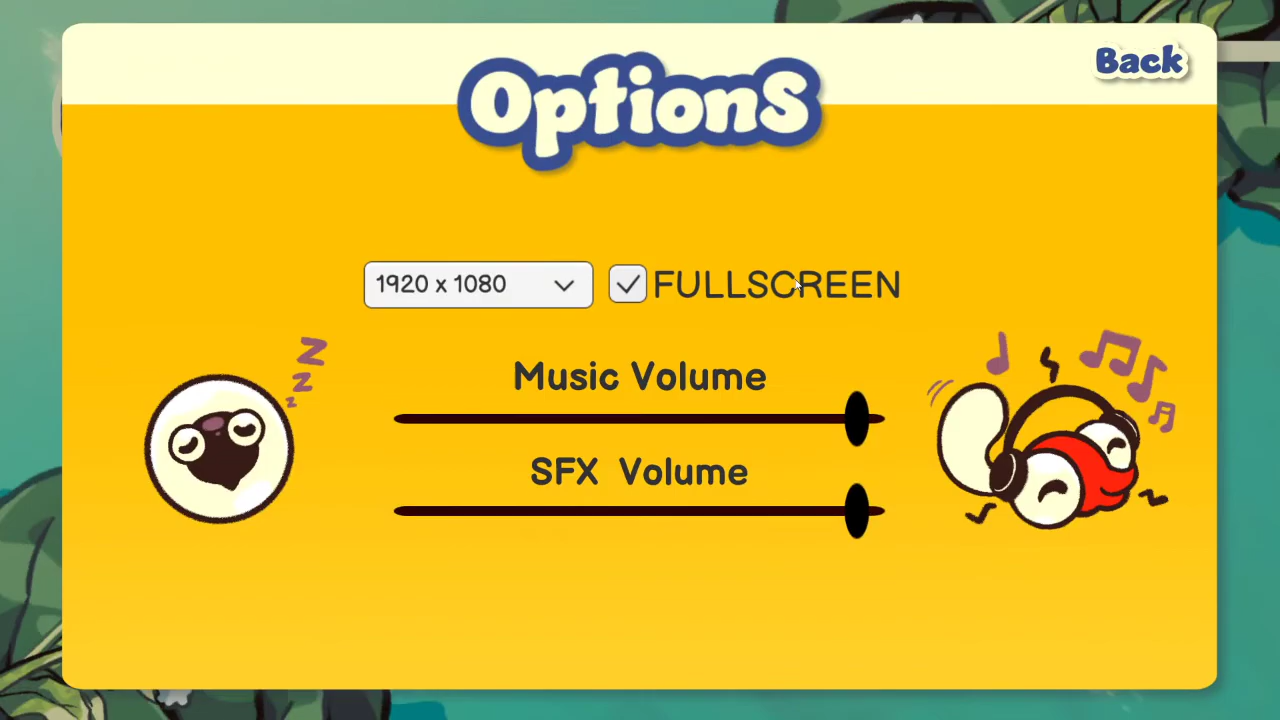 Back
Options
1920 x 1080
FULLSCREEN
z
z
z
Music Volume
SFX Volume